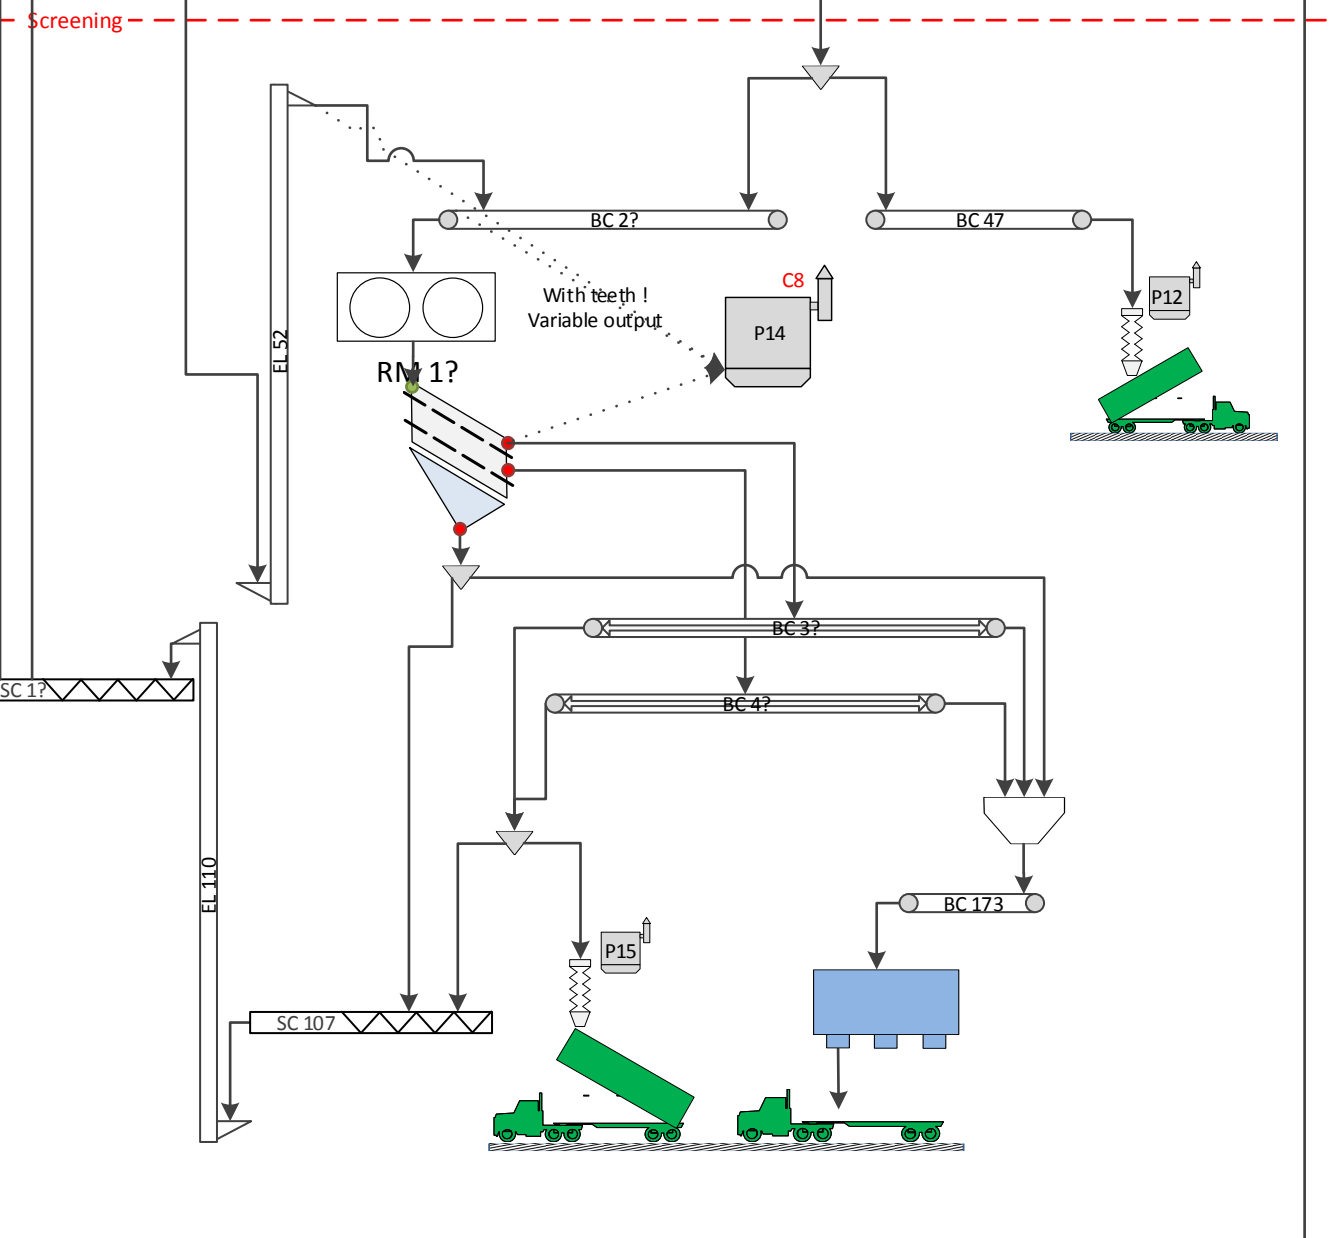 Screening
BC 2?
BC 47
C8
With teeth !
Variable output
P14
P12
EL 52
RM 1?
BC 3?
SC 1?
BC 4?
EL 110
BC 173
P15
SC 107